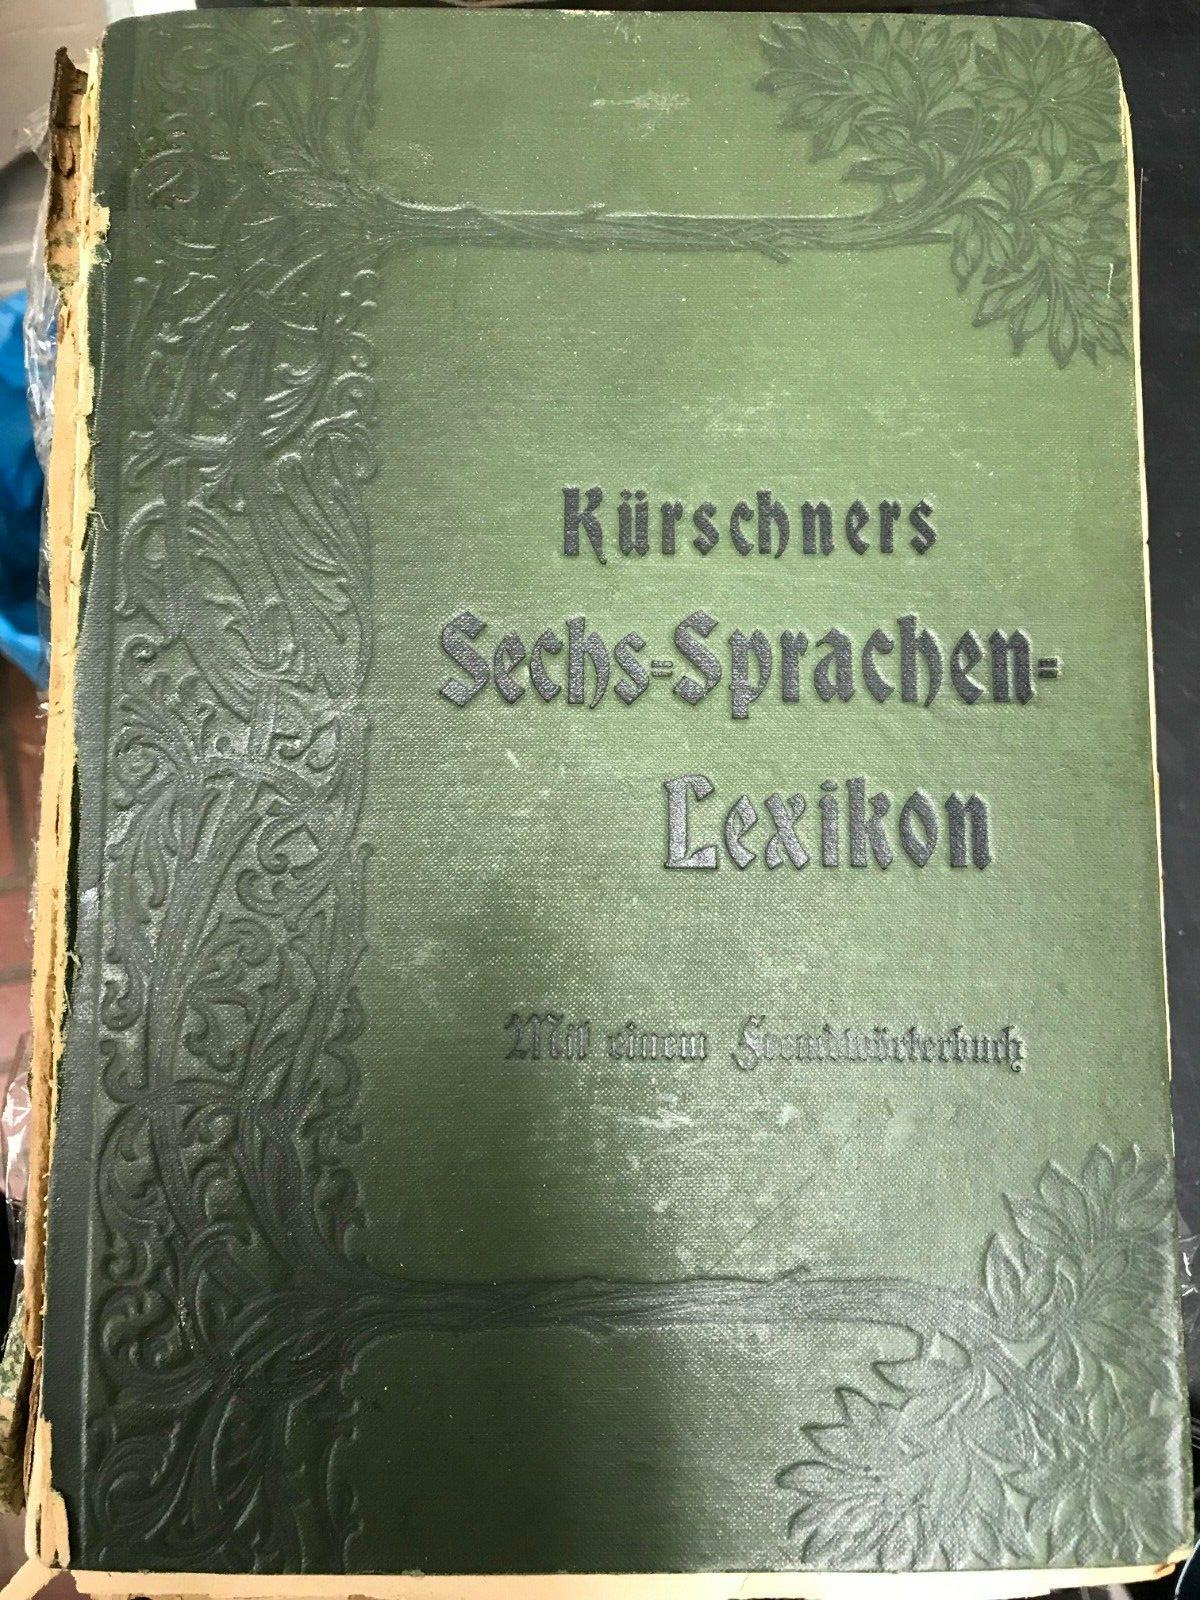 Kürschners
Sechs=Sprachen=
Lexikon
Mit einem Fremdwörterbuch